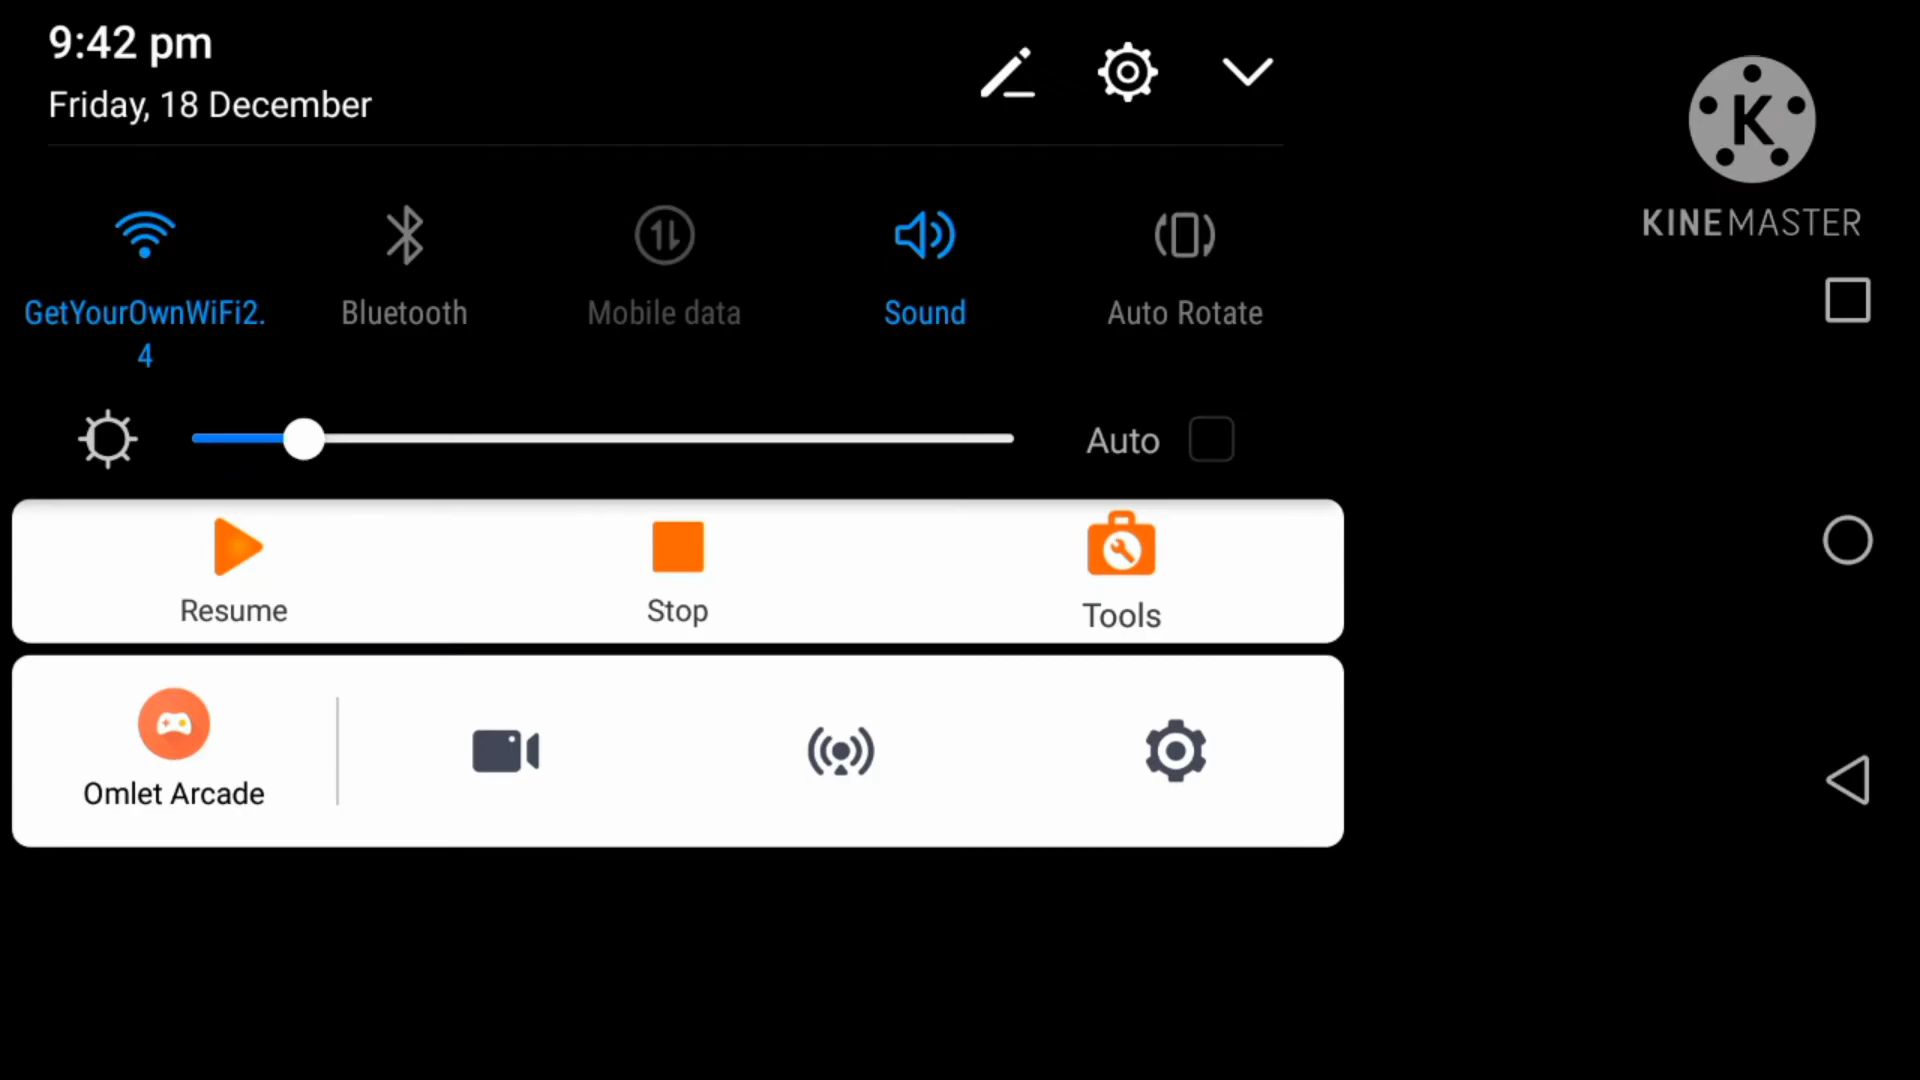 9:42 pm
Friday, 18 December
K
KINEMASTER
GetYourOwnWiFi2.
4
Bluetooth
Mobile data
Sound
Auto Rotate
Auto
Resume
Stop
Tools
Omlet Arcade